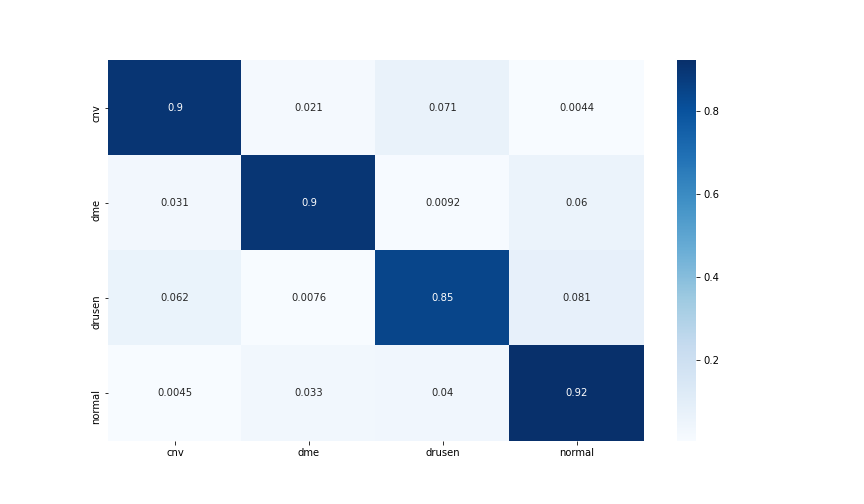 cnv 0.9 0.021 0.071 0.0044
dme 0.031 0.9 0.0092 0.06
drusen 0.062 0.0076 0.85 0.081
normal 0.0045 0.033 0.04 0.92
cnv dme drusen normal
0.8
0.6
0.4
0.2